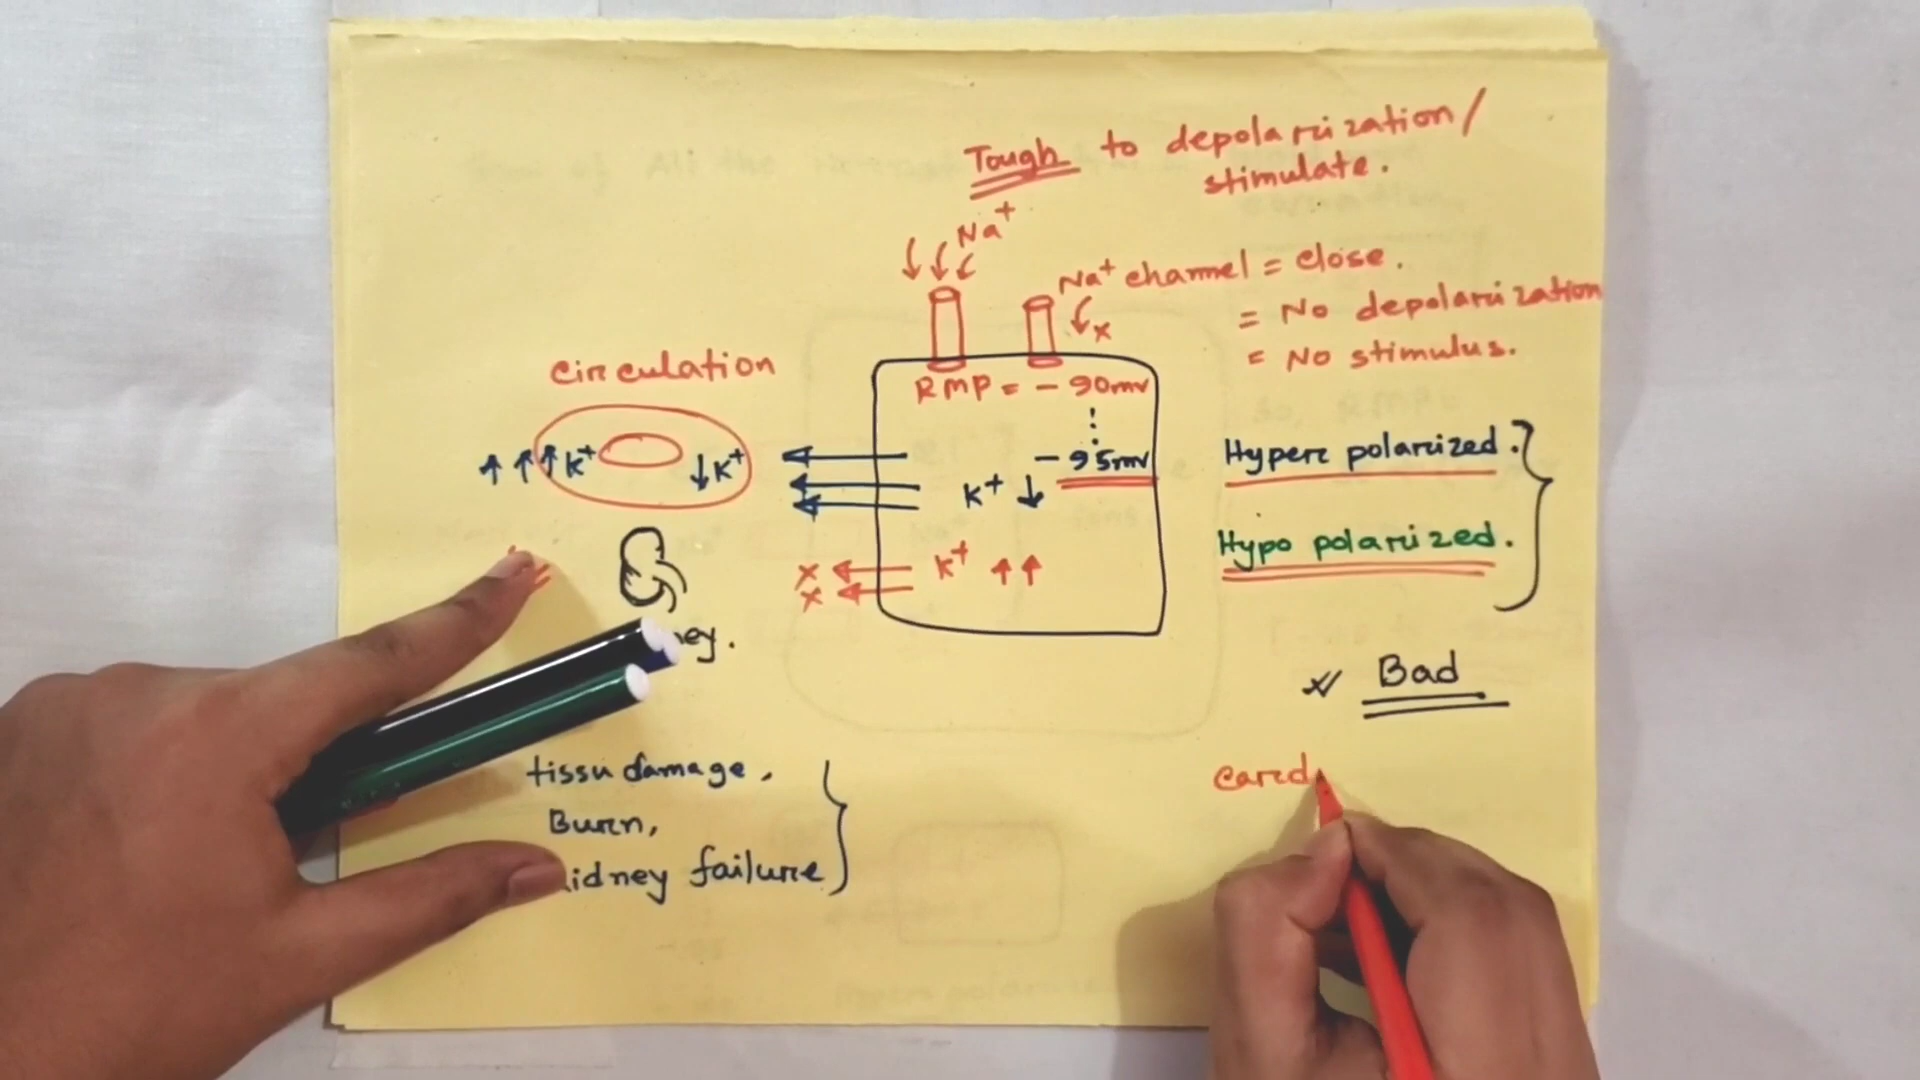 Tough to depolarization/
stimulate.
Na+
Na+ channel = close.
x
= No depolarization
= No stimulus.
circulation
RMP = - 90mv
- 95mv
↑ ↑ ↑ K+ ↓ K+
K+ ↓
Hyper polarized.
x
x
K+ ↑↑
Hypo polarized.
ney.
Bad
tissu damage,
Burn,
idney failure
card